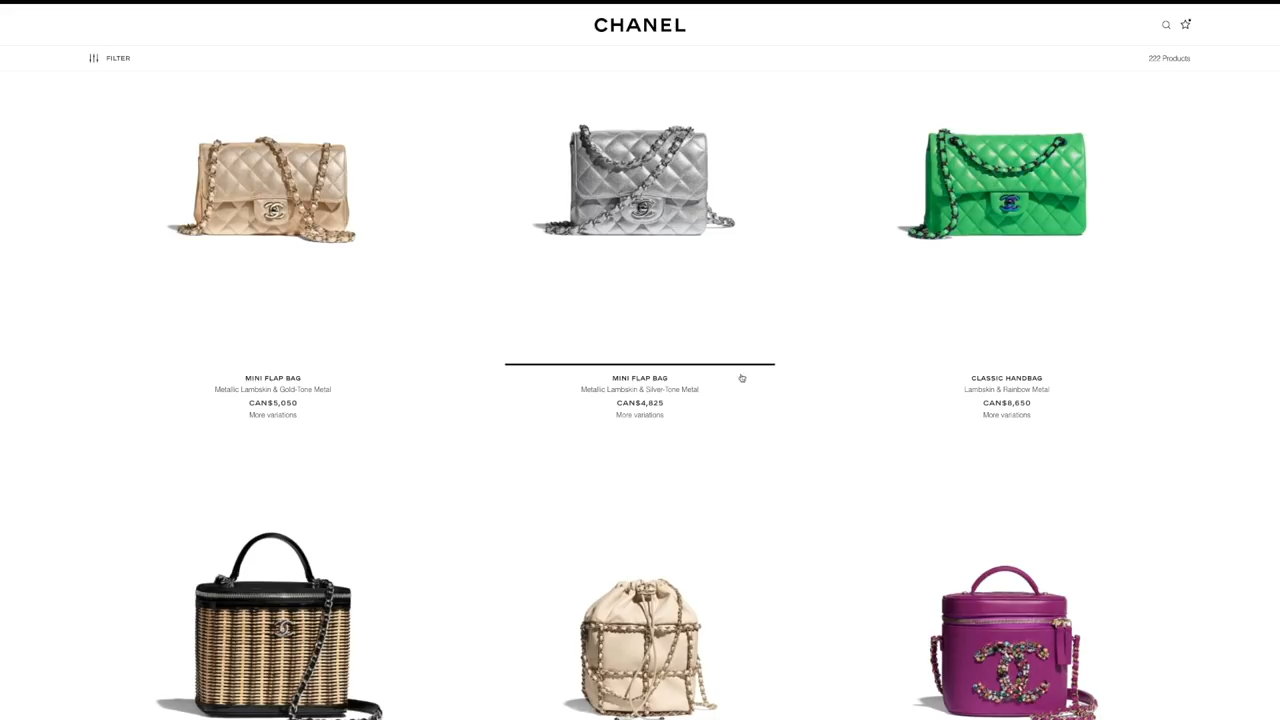 CHANEL
FILTER
222 Products
MINI FLAP BAG
Metallic Lambskin & Gold-Tone Metal
CAN$5,050
More variations
MINI FLAP BAG
Metallic Lambskin & Silver-Tone Metal
CAN$4,825
More variations
CLASSIC HANDBAG
Lambskin & Rainbow Metal
CAN$8,650
More variations